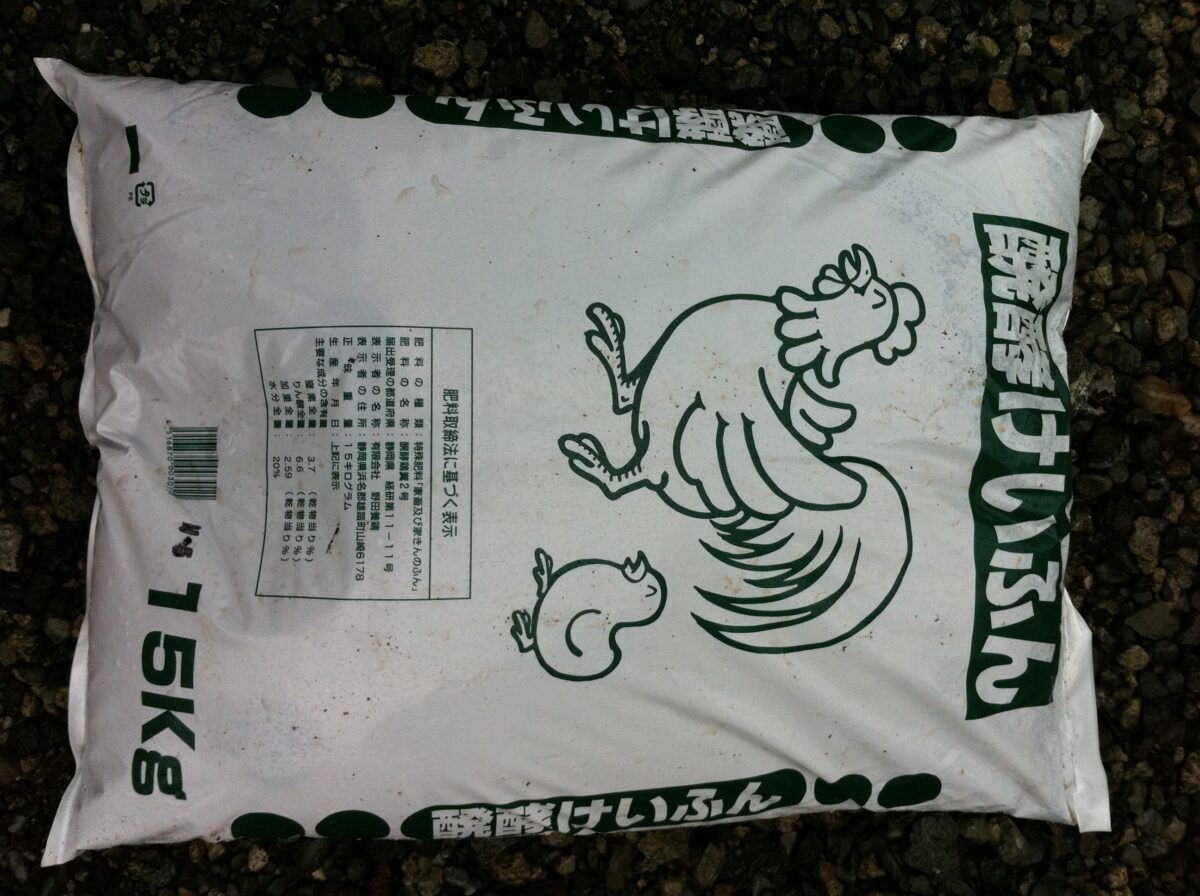 醗酵けいふん
醗酵けいふん
肥料取締法に基づく表示
肥料の種類：特殊肥料「家畜及び家きんのふん」
肥料の名称：醗酵鶏糞2号
届出受理の都道府県：静岡県 経研第11－11号
表示者の名称：有限会社 野田養鶏
表示者の住所：静岡県浜名郡雄踏町山崎6178
正味重量：15キログラム
生産年月日：上記に表示
主要な成分の含有量
窒素全量： 3.7 （乾物当り％）
りん酸全量： 6.6 （乾物当り％）
加里全量： 2.59 （乾物当り％）
水分全量： 20%
プラ
PE
15Kg
醗酵けいふん